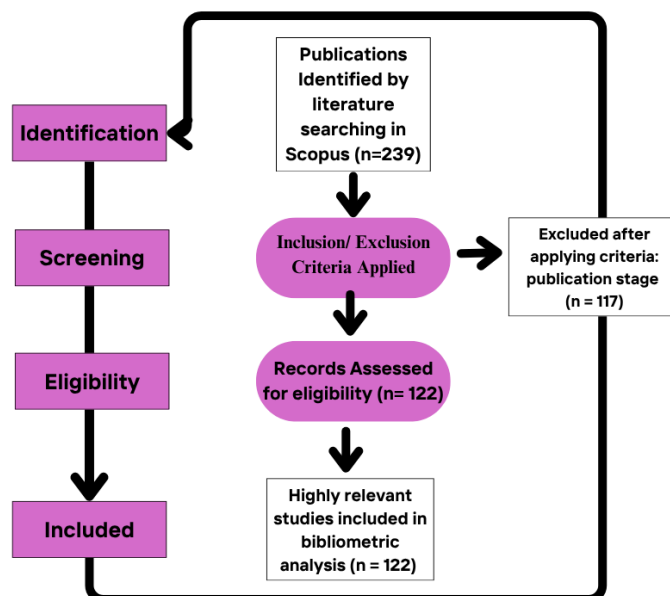 Identification
Screening
Eligibility
Included
Publications
Identified by
literature
searching in
Scopus (n=239)
Inclusion/ Exclusion
Criteria Applied
Excluded after
applying criteria:
publication stage
(n = 117)
Records Assessed
for eligibility (n= 122)
Highly relevant
studies included in
bibliometric
analysis (n = 122)